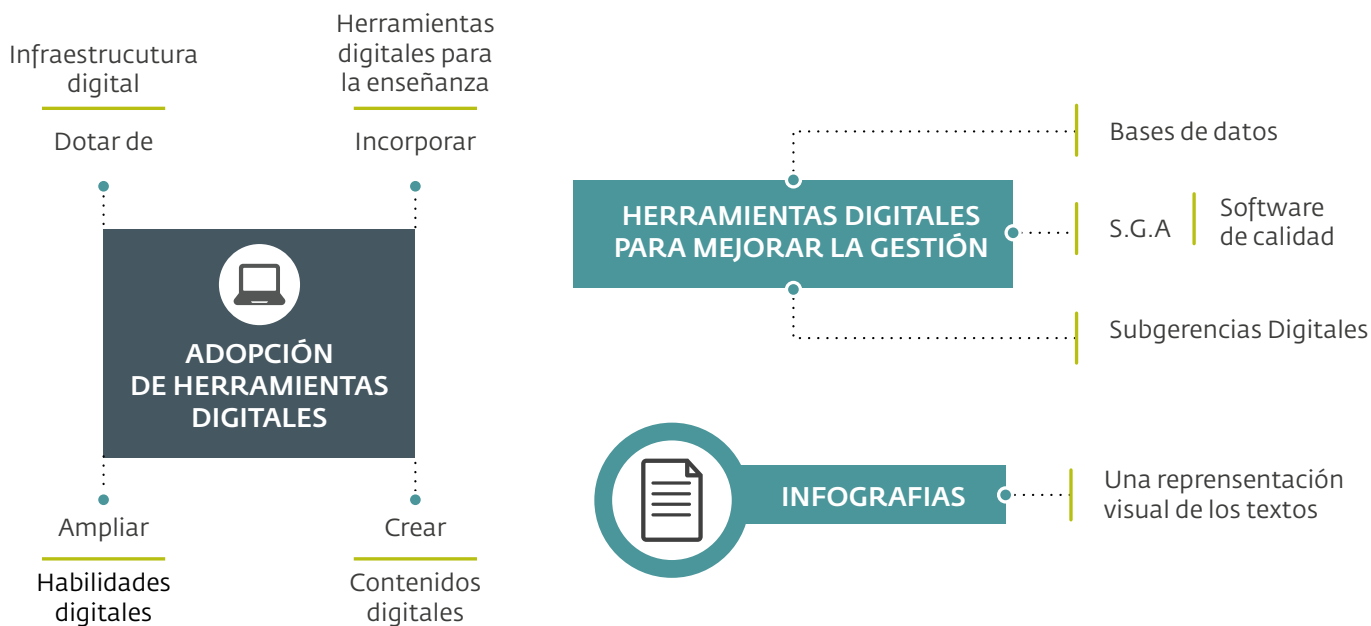 Infraestrucutura
digital
Dotar de
Herramientas
digitales para
la enseñanza
Incorporar
ADOPCIÓN
DE HERRAMIENTAS
DIGITALES
Ampliar
Habilidades
digitales
Crear
Contenidos
digitales
HERRAMIENTAS DIGITALES
PARA MEJORAR LA GESTIÓN
Bases de datos
S.G.A
Software
de calidad
Subgerencias Digitales
INFOGRAFIAS
Una reprensentación
visual de los textos